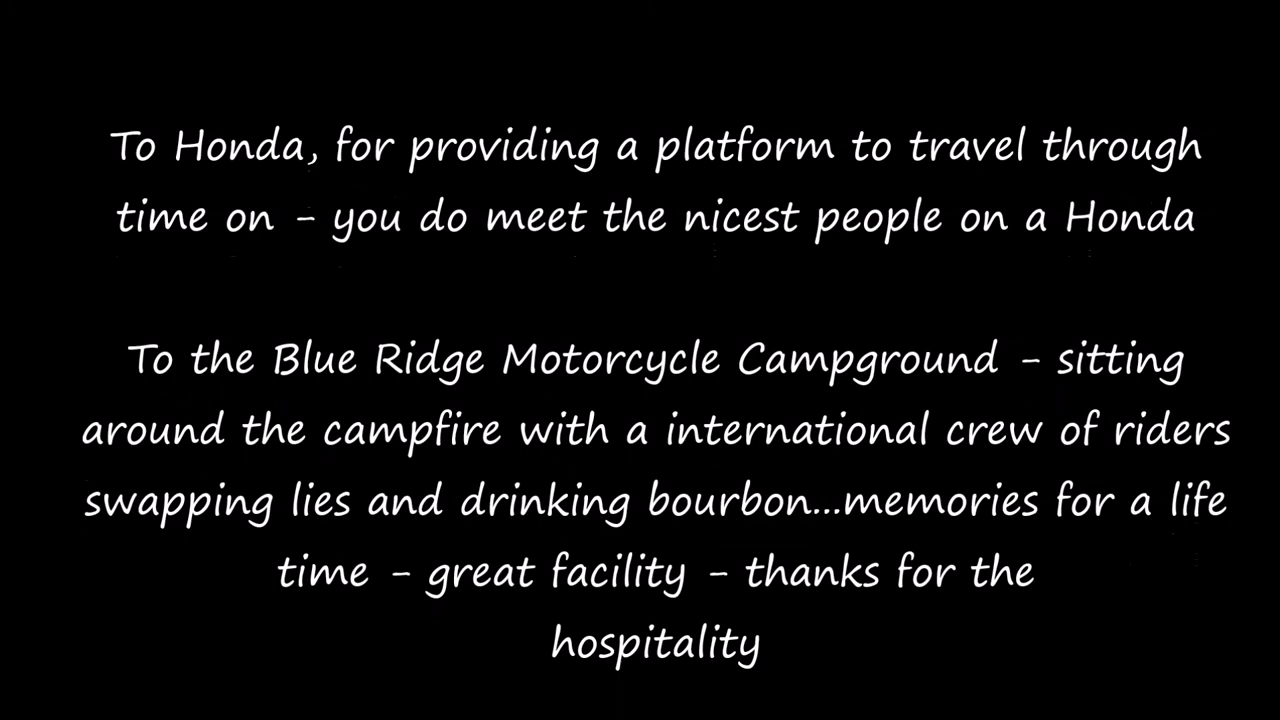 To Honda, for providing a platform to travel through
time on - you do meet the nicest people on a Honda
To the Blue Ridge Motorcycle Campground - sitting
around the campfire with a international crew of riders
swapping lies and drinking bourbon...memories for a life
time - great facility - thanks for the
hospitality